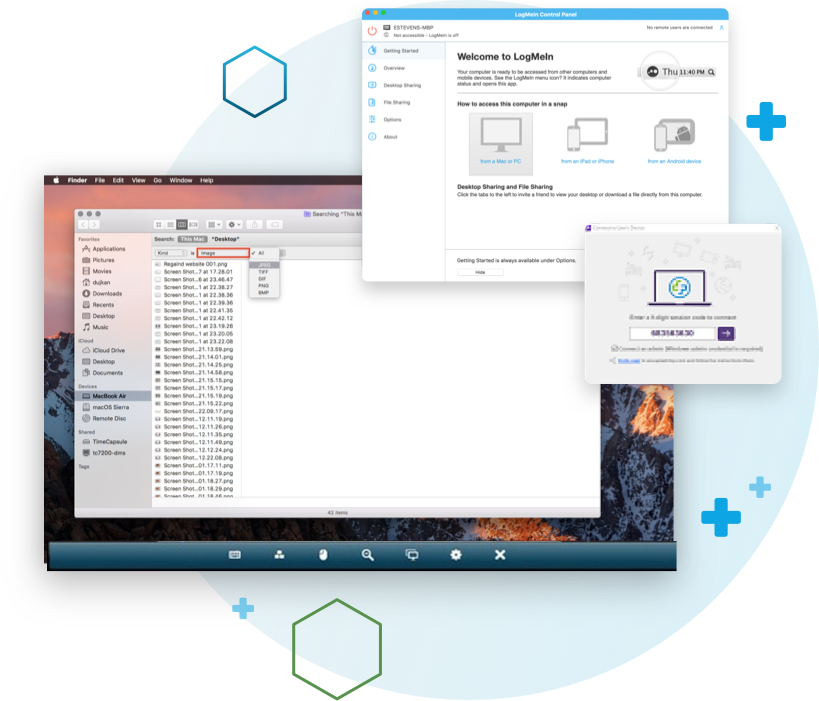 LogMeIn Control Panel
ESTEVENS-MBP
Not accessible - LogMeIn is off
No remote users are connected
Getting Started
Overview
Desktop Sharing
File Sharing
Options
About
Welcome to LogMeIn
Your computer is ready to be accessed from other computers and
mobile devices. See the LogMeIn menu icon? It indicates computer
status and opens this app.
Thu 11:40 PM
How to access this computer in a snap
from a Mac or PC
from an iPad or iPhone
from an Android device
Desktop Sharing and File Sharing
Click the tabs to the left to invite a friend to view your desktop or download a file directly from this computer.
Getting Started is always available under Options.
Hide
Finder File Edit View Go Window Help
Searching "This M
Search: This Mac "Desktop"
Kind is Image ✓ All
JPEG
TIFF
GIF
PNG
BMP
Favorites
Applications
Pictures
Movies
dujkan
Downloads
Recents
Desktop
Music
iCloud
iCloud Drive
Desktop
Documents
Devices
MacBook Air
macOS Sierra
Remote Disc
Shared
TimeCapsule
tc7200-dms
Tags
Regaind website 001.png
Screen Shot...7 at 17.28.01
Screen Shot...6 at 23.46.47
Screen Shot...1 at 22.38.27
Screen Shot...1 at 22.38.36
Screen Shot...1 at 22.39.36
Screen Shot...1 at 22.41.35
Screen Shot...1 at 22.42.12
Screen Shot...1 at 23.19.26
Screen Shot...1 at 23.20.05
Screen Shot...1 at 23.22.08
Screen Shot...21.13.59.png
Screen Shot...21.14.01.png
Screen Shot...21.14.25.png
Screen Shot...21.14.58.png
Screen Shot...21.15.15.png
Screen Shot...21.15.17.png
Screen Shot...21.15.19.png
Screen Shot...21.15.22.png
Screen Shot...22.09.17.png
Screen Shot...12.11.19.png
Screen Shot...12.11.26.png
Screen Shot...12.11.35.png
Screen Shot...12.11.49.png
Screen Shot...12.12.24.png
Screen Shot...12.22.08.png
Screen Shot...01.17.11.png
Screen Shot...01.17.19.png
Screen Shot...01.18.27.png
Screen Shot...01.18.29.png
Screen Shot...01.18.46.png
43 items
Enter a 6-digit session code to connect